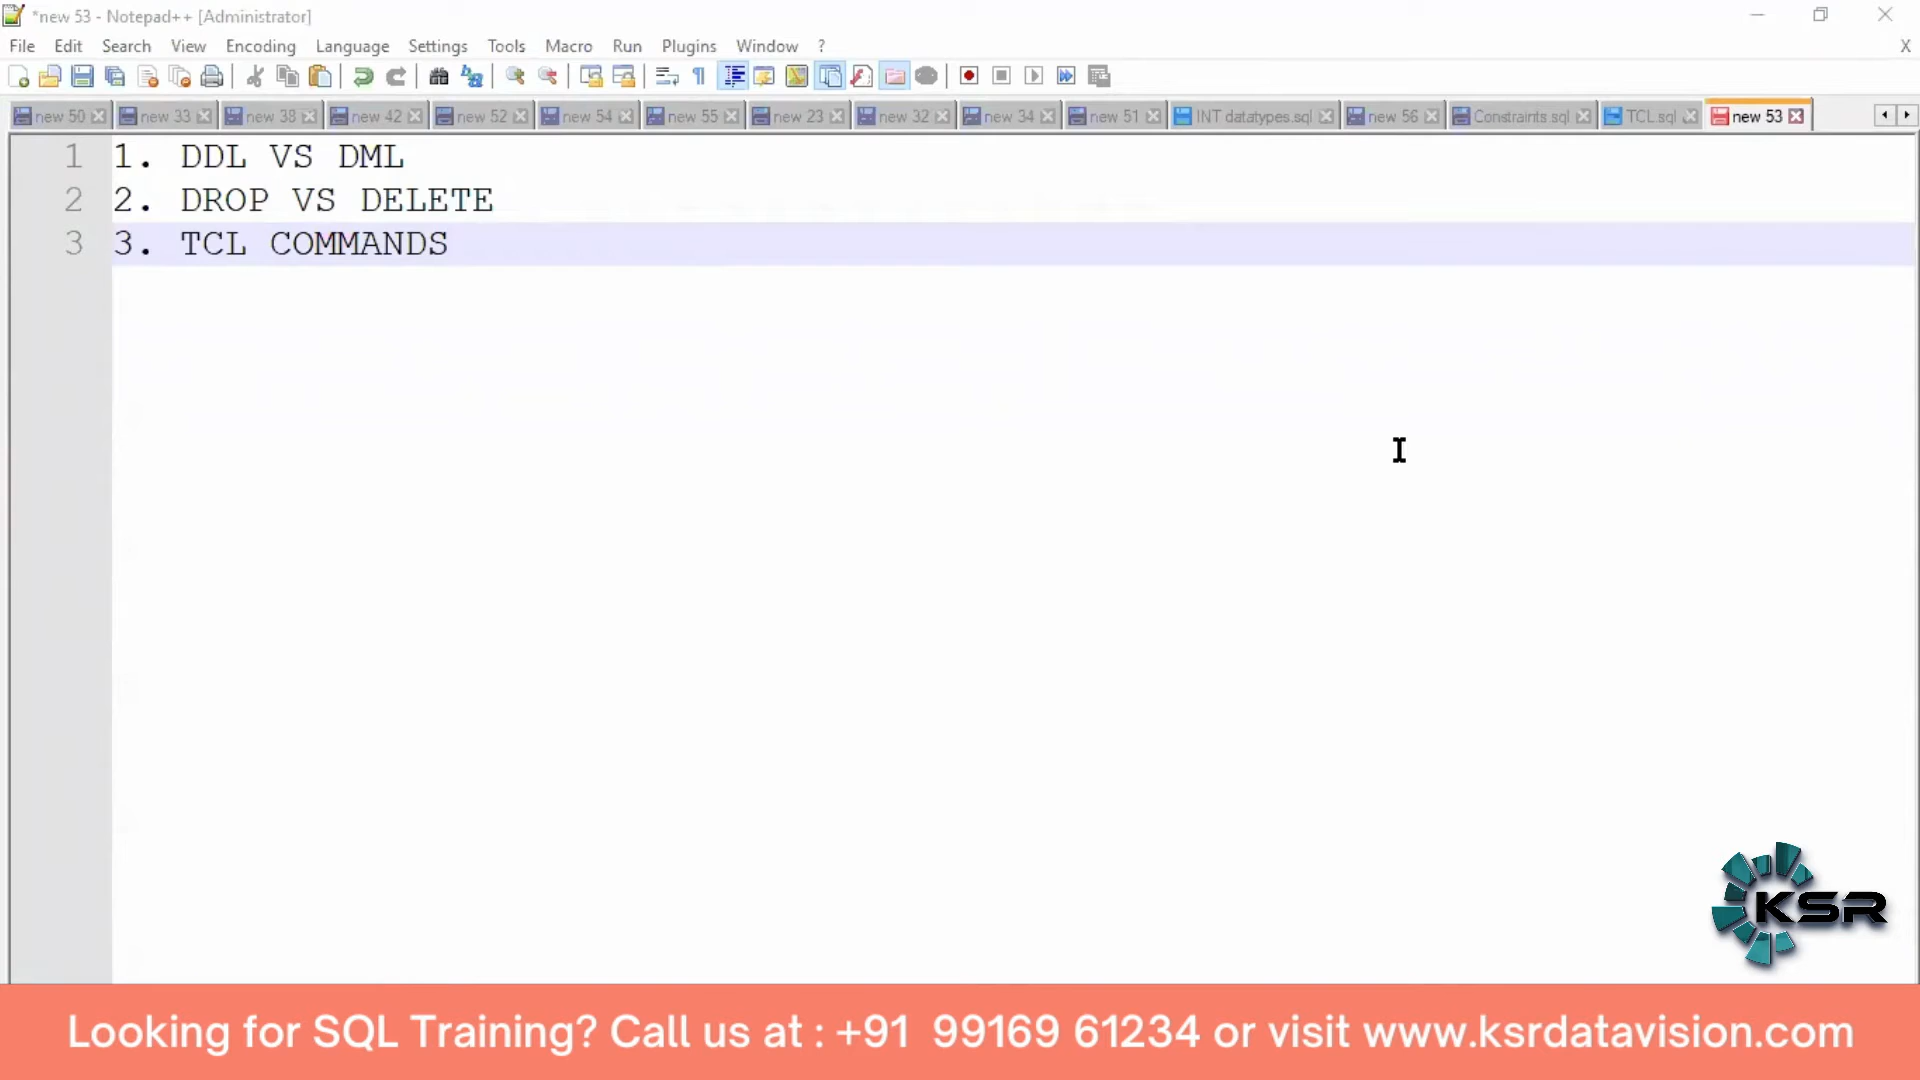 *new 53 - Notepad++ [Administrator]
File Edit Search View Encoding Language Settings Tools Macro Run Plugins Window ? X
new 50 new 33 new 38 new 42 new 52 new 54 new 55 new 23 new 32 new 34 new 51 INT datatypes.sql new 56 Constraints.sql TCL.sql new 53
1 1. DDL VS DML
2 2. DROP VS DELETE
3 3. TCL COMMANDS
KSR
Looking for SQL Training? Call us at : +91 99169 61234 or visit www.ksrdatavision.com